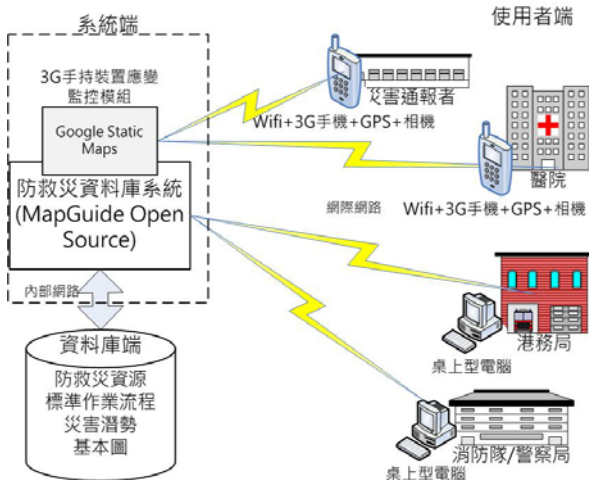 系統端
使用者端
3G手持裝置應變
監控模組
Google Static
Maps
防救災資料庫系統
(MapGuide Open
Source)
內部網路
資料庫端
防救災資源
標準作業流程
災害潛勢
基本圖
災害通報者
Wifi+3G手機+GPS+相機
醫院
網際網路
Wifi+3G手機+GPS+相機
港務局
桌上型電腦
消防隊/警察局
桌上型電腦